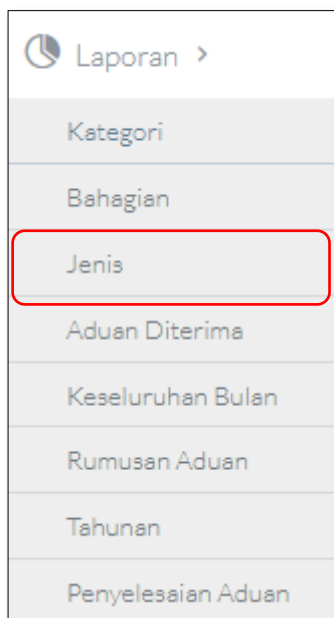 Laporan >
Kategori
Bahagian
Jenis
Aduan Diterima
Keseluruhan Bulan
Rumusan Aduan
Tahunan
Penyelesaian Aduan